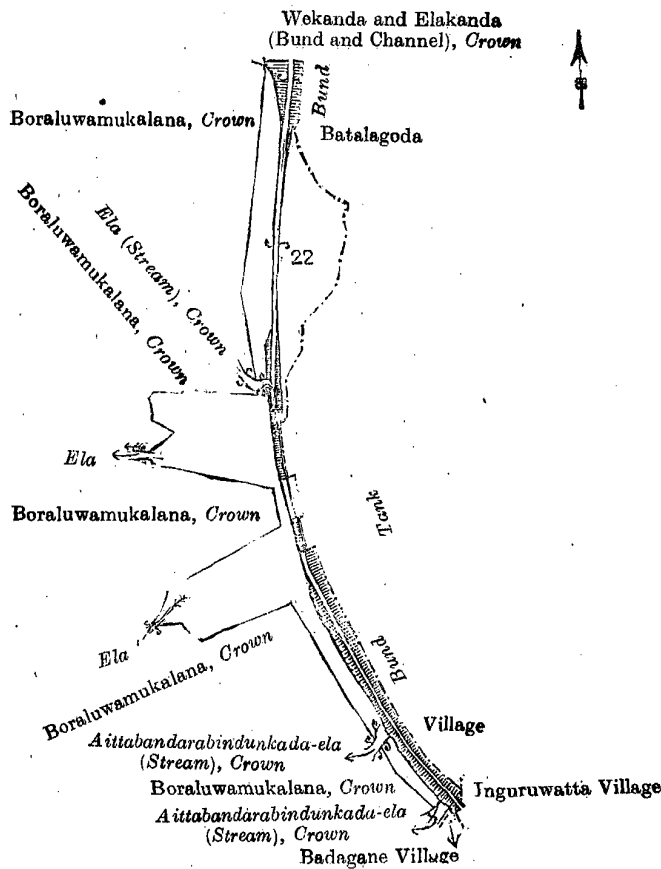 Wekanda and Elakanda
(Bund and Channel), Crown
Bund
Boraluwamukalana, Crown
Batalagoda
Ela (Stream), Crown
Boraluwamukalana, Crown
22
Ela
Tank
Boraluwamukalana, Crown
Ela
Boraluwamukalana, Crown
Bund
Village
Aittabandarabindunkada-ela
(Stream), Crown
Boraluwamukalana, Crown
Inguruwatta Village
Aittabandarabindunkada-ela
(Stream), Crown
Badagane Village